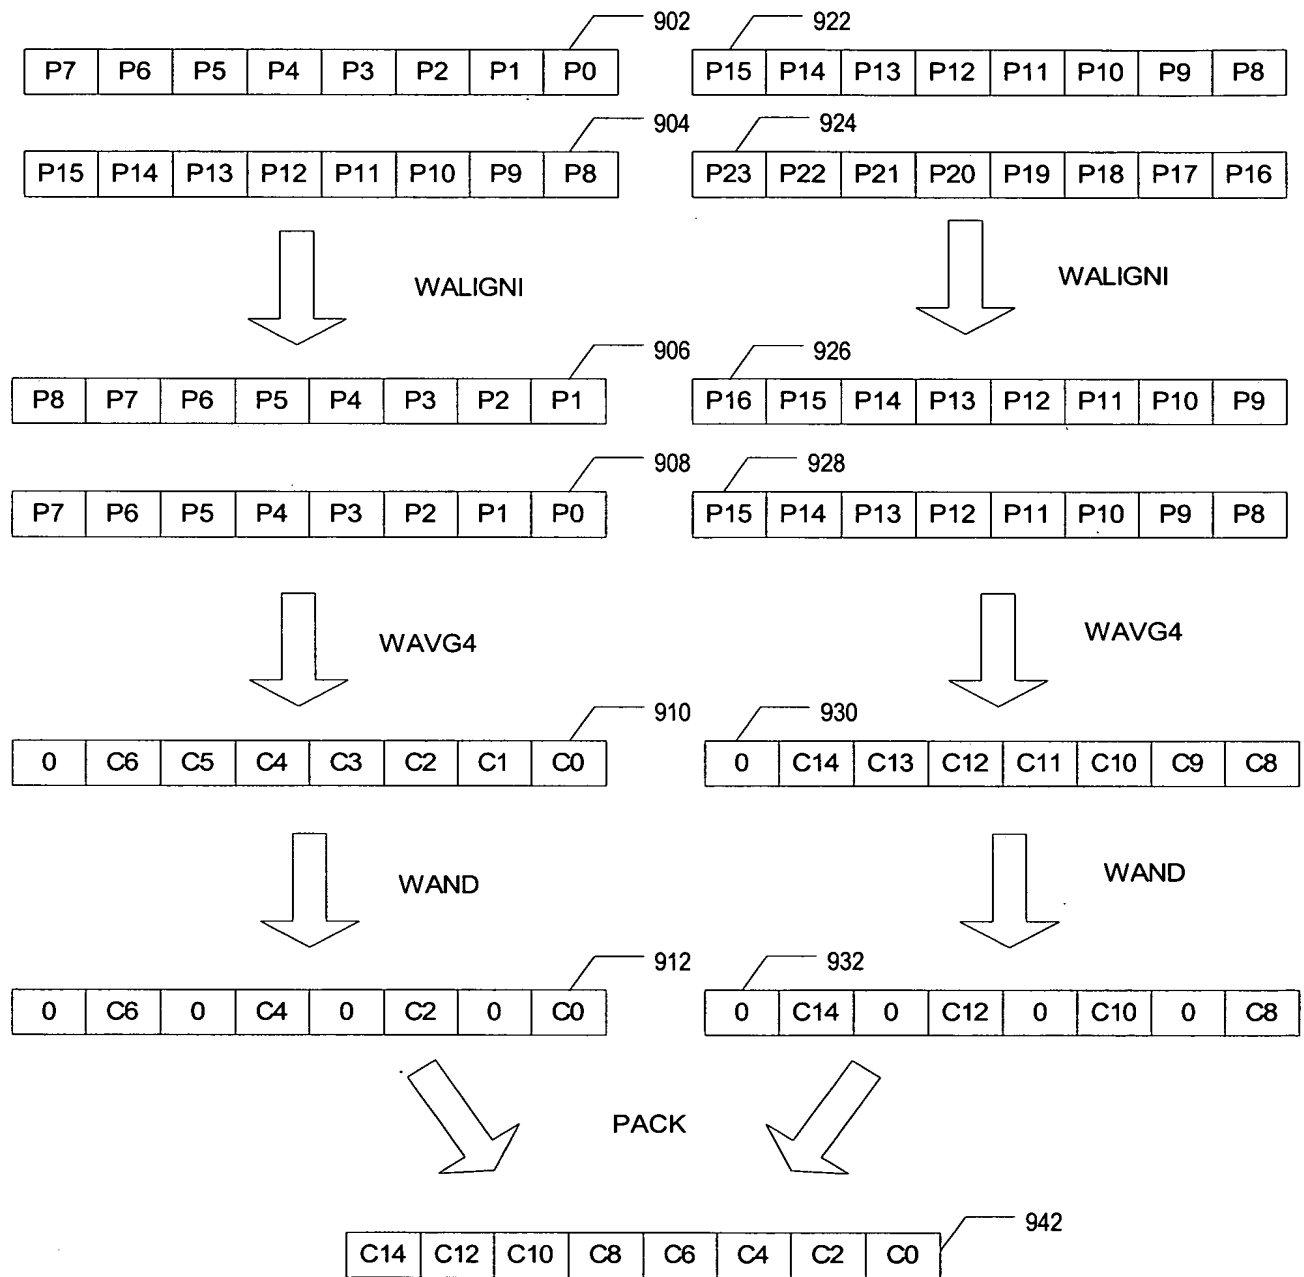 902 922
P7 P6 P5 P4 P3 P2 P1 P0 P15 P14 P13 P12 P11 P10 P9 P8
904 924
P15 P14 P13 P12 P11 P10 P9 P8 P23 P22 P21 P20 P19 P18 P17 P16
WALIGNI WALIGNI
906 926
P8 P7 P6 P5 P4 P3 P2 P1 P16 P15 P14 P13 P12 P11 P10 P9
908 928
P7 P6 P5 P4 P3 P2 P1 P0 P15 P14 P13 P12 P11 P10 P9 P8
WAVG4 WAVG4
910 930
0 C6 C5 C4 C3 C2 C1 C0 0 C14 C13 C12 C11 C10 C9 C8
WAND WAND
912 932
0 C6 0 C4 0 C2 0 C0 0 C14 0 C12 0 C10 0 C8
PACK
942
C14 C12 C10 C8 C6 C4 C2 C0